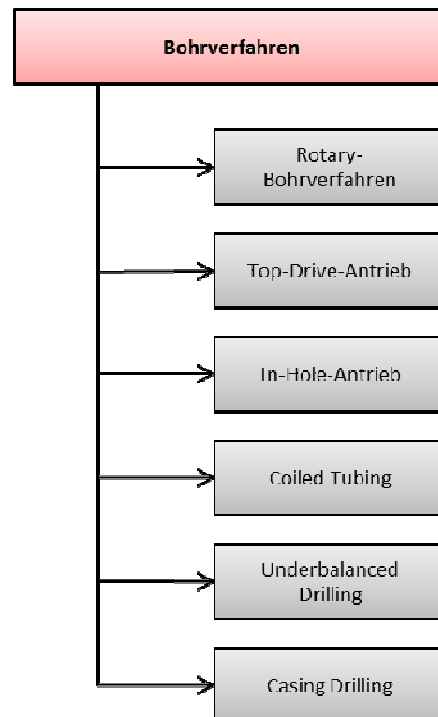 Bohrverfahren
Rotary-
Bohrverfahren
Top-Drive-Antrieb
In-Hole-Antrieb
Coiled Tubing
Underbalanced
Drilling
Casing Drilling